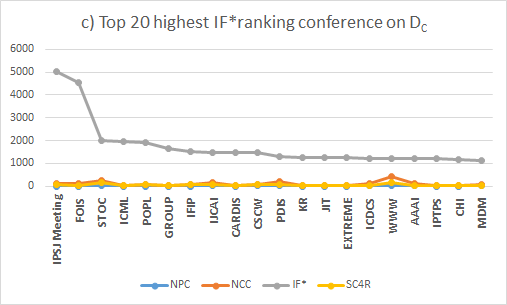 c) Top 20 highest IF*ranking conference on DC
6000
5000
4000
3000
2000
1000
0
IPSJ Meeting
FOIS
STOC
ICML
POPL
GROUP
IFIP
IJCAI
CARDIS
CSCW
PDIS
KR
JIT
EXTREME
ICDCS
WWW
AAAI
IPTPS
CHI
MDM
NPC
NCC
IF*
SC4R